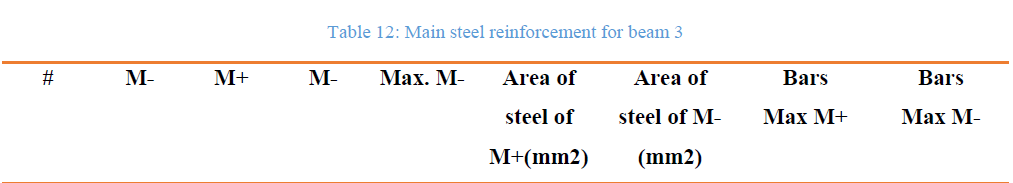 Table 12: Main steel reinforcement for beam 3
# M- M+ M- Max. M- Area of Area of Bars Bars
steel of steel of M- Max M+ Max M-
M+(mm2) (mm2)